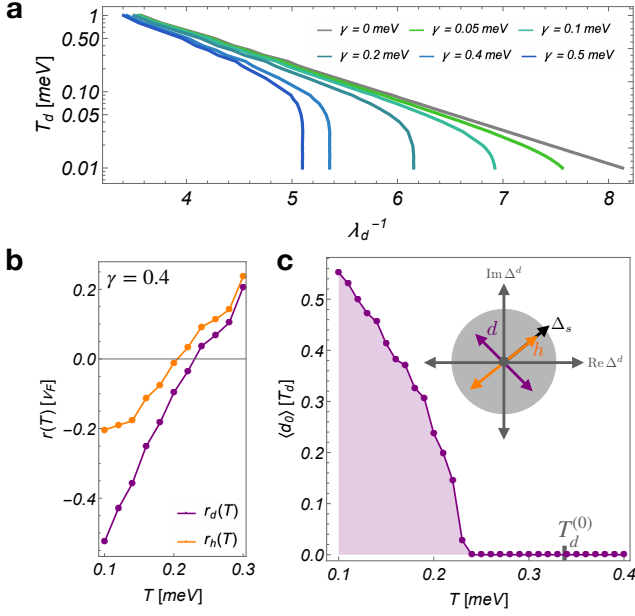 a
γ = 0 meV
γ = 0.05 meV
γ = 0.1 meV
γ = 0.2 meV
γ = 0.4 meV
γ = 0.5 meV
T_d [meV]
1
0.50
0.10
0.05
0.01
4
5
6
7
8
λ_d^{-1}
b
γ = 0.4
r(T) [ν_F]
0.2
0.0
-0.2
-0.4
r_d(T)
r_h(T)
0.1
0.2
0.3
T [meV]
c
⟨d_0⟩ [T_d]
0.5
0.4
0.3
0.2
0.1
0.0
Im Δ^d
Δ_s
d
h
Re Δ^d
T_d^{(0)}
0.1
0.2
0.3
0.4
T [meV]